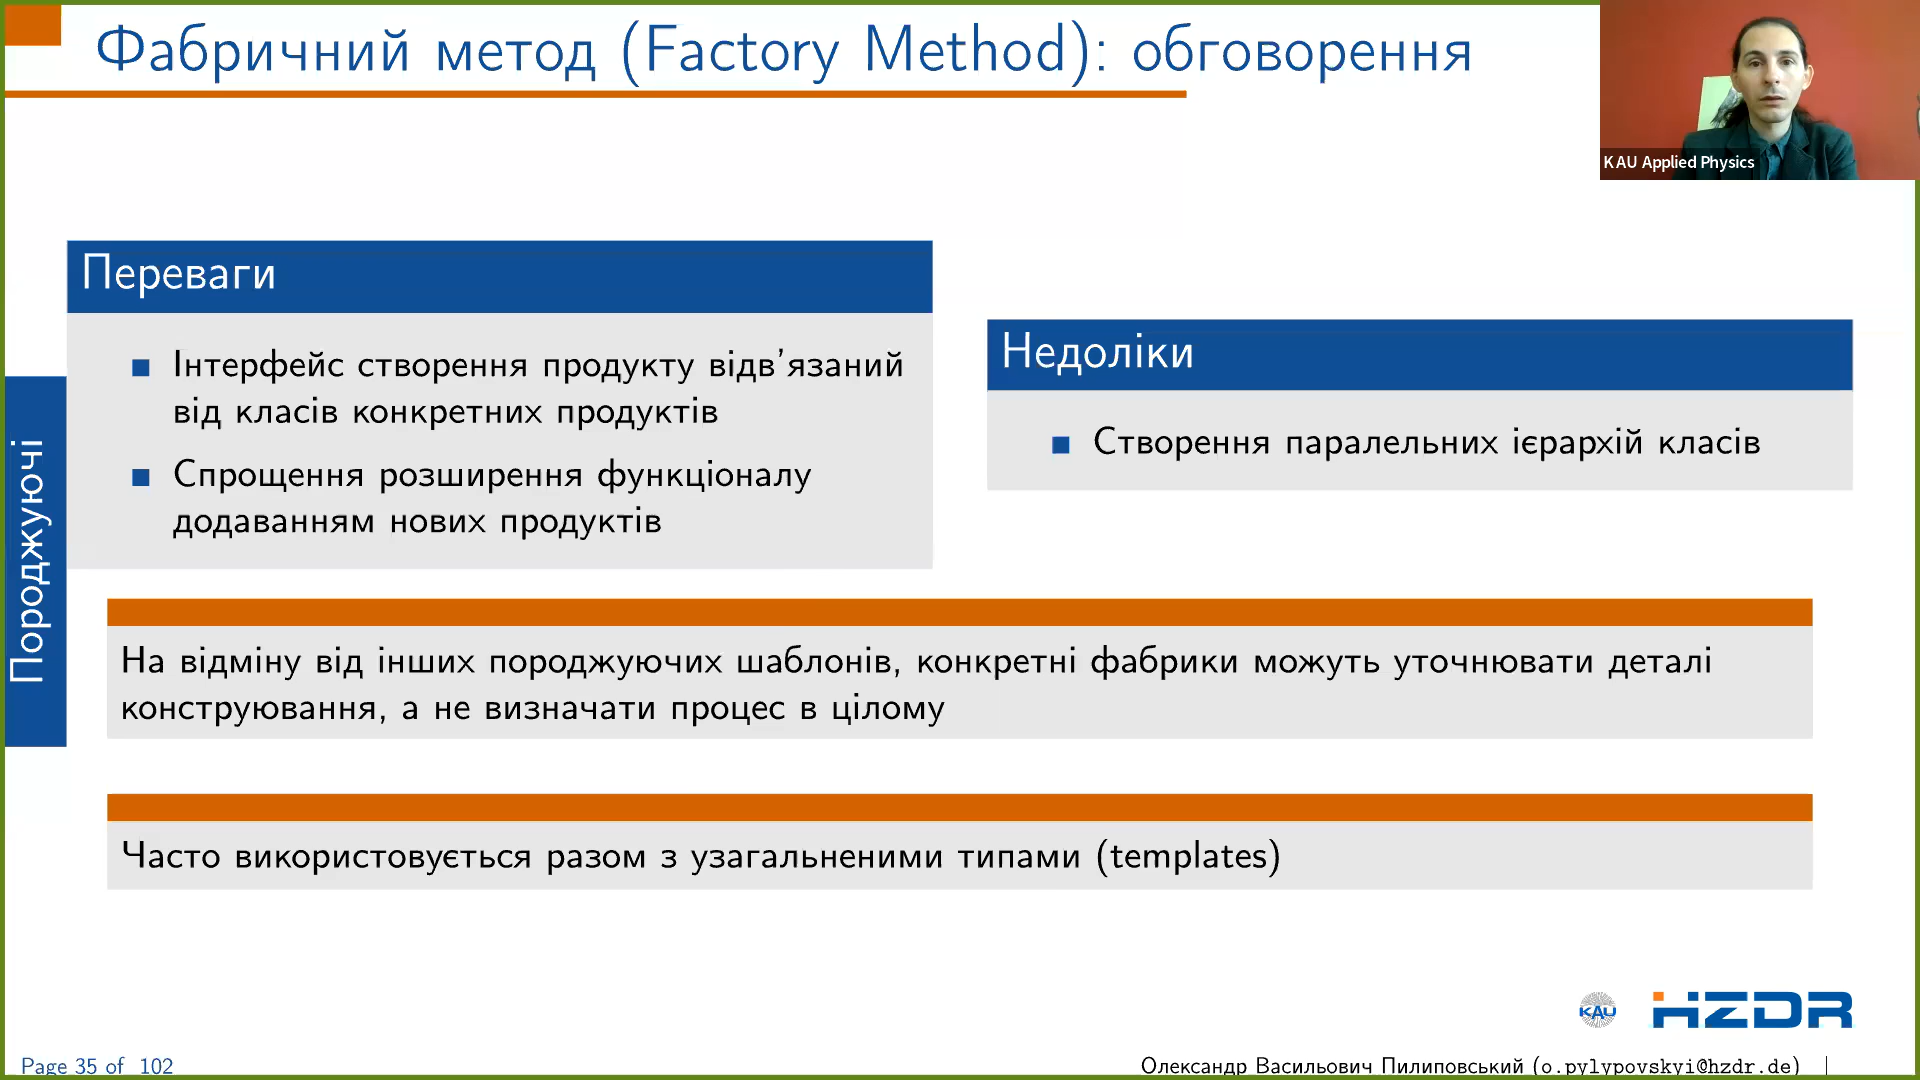 Фабричний метод (Factory Method): обговорення
KAU Applied Physics
Переваги
Інтерфейс створення продукту відв’язаний
від класів конкретних продуктів
Спрощення розширення функціоналу
додаванням нових продуктів
Недоліки
Створення паралельних ієрархій класів
Породжуючі
На відміну від інших породжуючих шаблонів, конкретні фабрики можуть уточнювати деталі
конструювання, а не визначати процес в цілому
Часто використовується разом з узагальненими типами (templates)
KAU
HZDR
Page 35 of 102
Олександр Васильович Пилиповський (o.pylypovskyi@hzdr.de) |